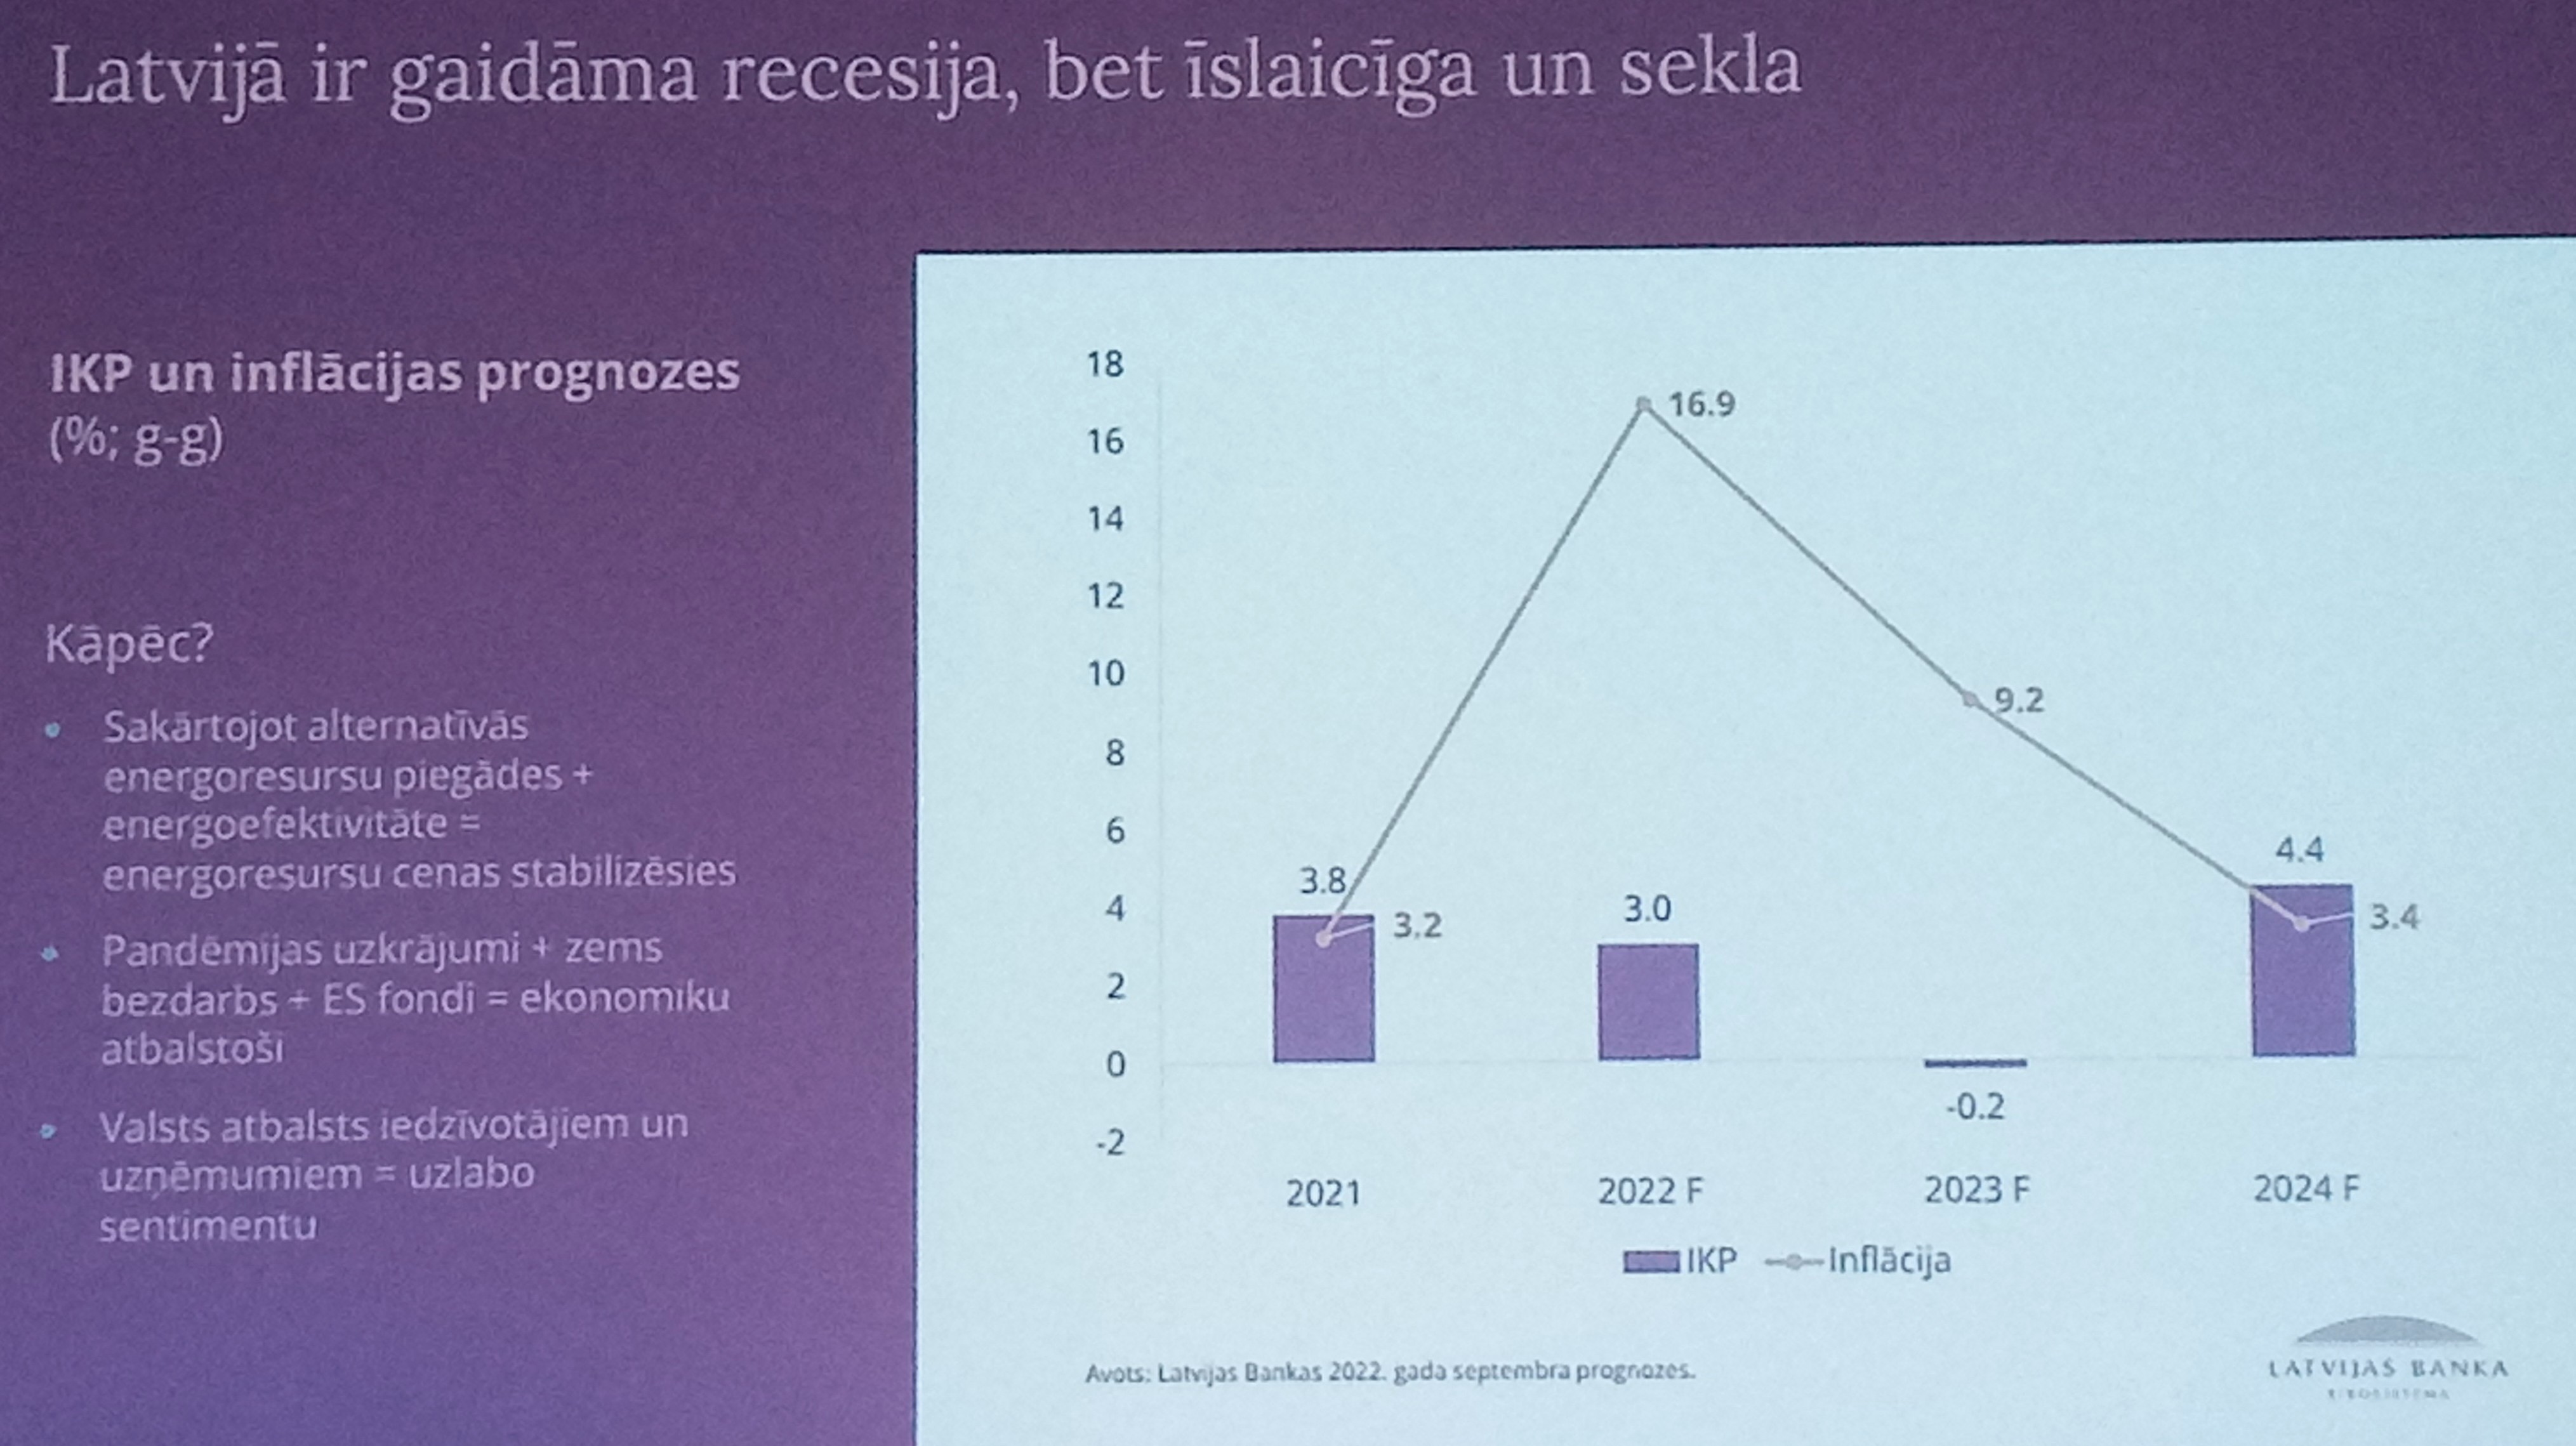 Latvijā ir gaidāma recesija, bet īslaicīga un sekla
IKP un inflācijas prognozes
(%; g-g)
Kāpēc?
• Sakārtojot alternatīvās
energoresursu piegādes +
energoefektivitāte =
energoresursu cenas stabilizēsies
• Pandēmijas uzkrājumi + zems
bezdarbs + ES fondi = ekonomiku
atbalstoši
• Valsts atbalsts iedzīvotājiem un
uzņēmumiem = uzlabo
sentimentu
18
16
14
12
10
8
6
4
2
0
-2
16.9
9.2
4.4
3.8
3.2
3.0
3.4
-0.2
2021
2022 F
2023 F
2024 F
IKP
Inflācija
Avots: Latvijas Bankas 2022. gada septembra prognozes.
LATVIJAS BANKA